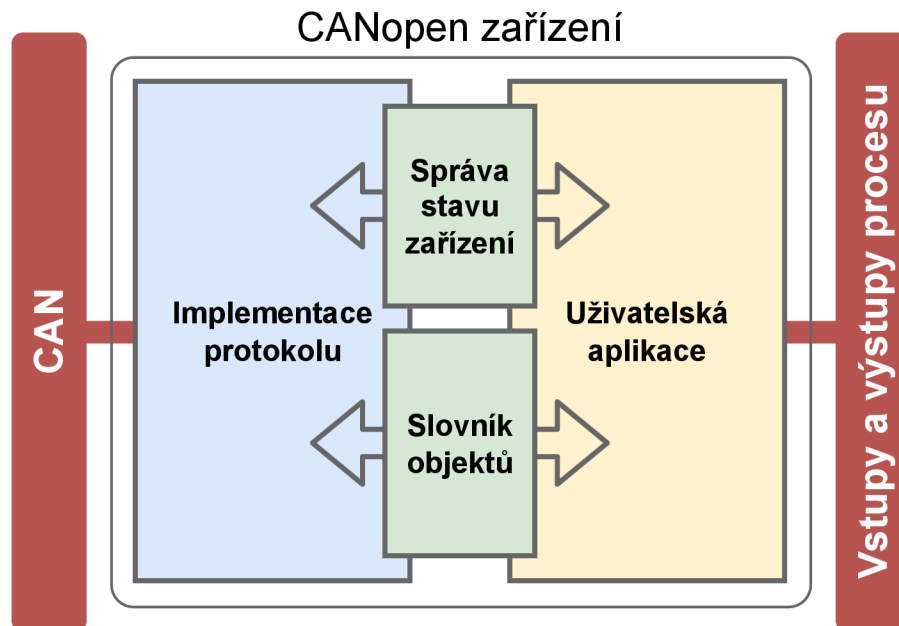 CANopen zařízení
CAN
Implementace
protokolu
Správa
stavu
zařízení
Slovník
objektů
Uživatelská
aplikace
Vstupy a výstupy procesu